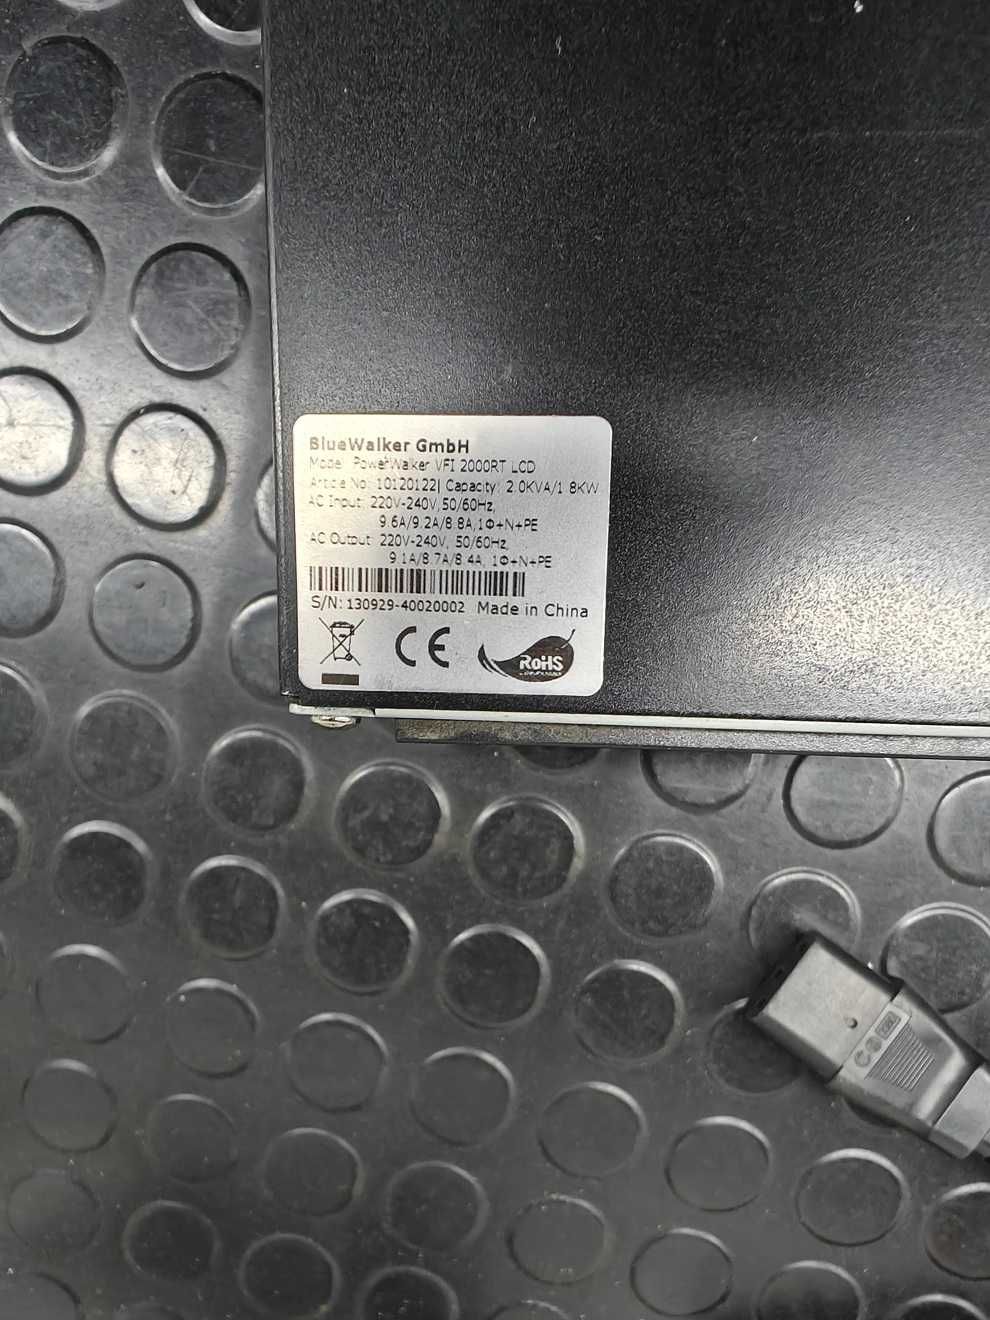 BlueWalker GmbH
Model: PowerWalker VFI 2000RT LCD
Article No: 10120122| Capacity: 2.0KVA/1.8KW
AC Input: 220V-240V,50/60Hz,
9.6A/9.2A/8.8A,1Φ+N+PE
AC Output: 220V-240V, 50/60Hz,
9.1A/8.7A/8.4A, 1Φ+N+PE
S/N: 130929-40020002 Made in China
CE
RoHS